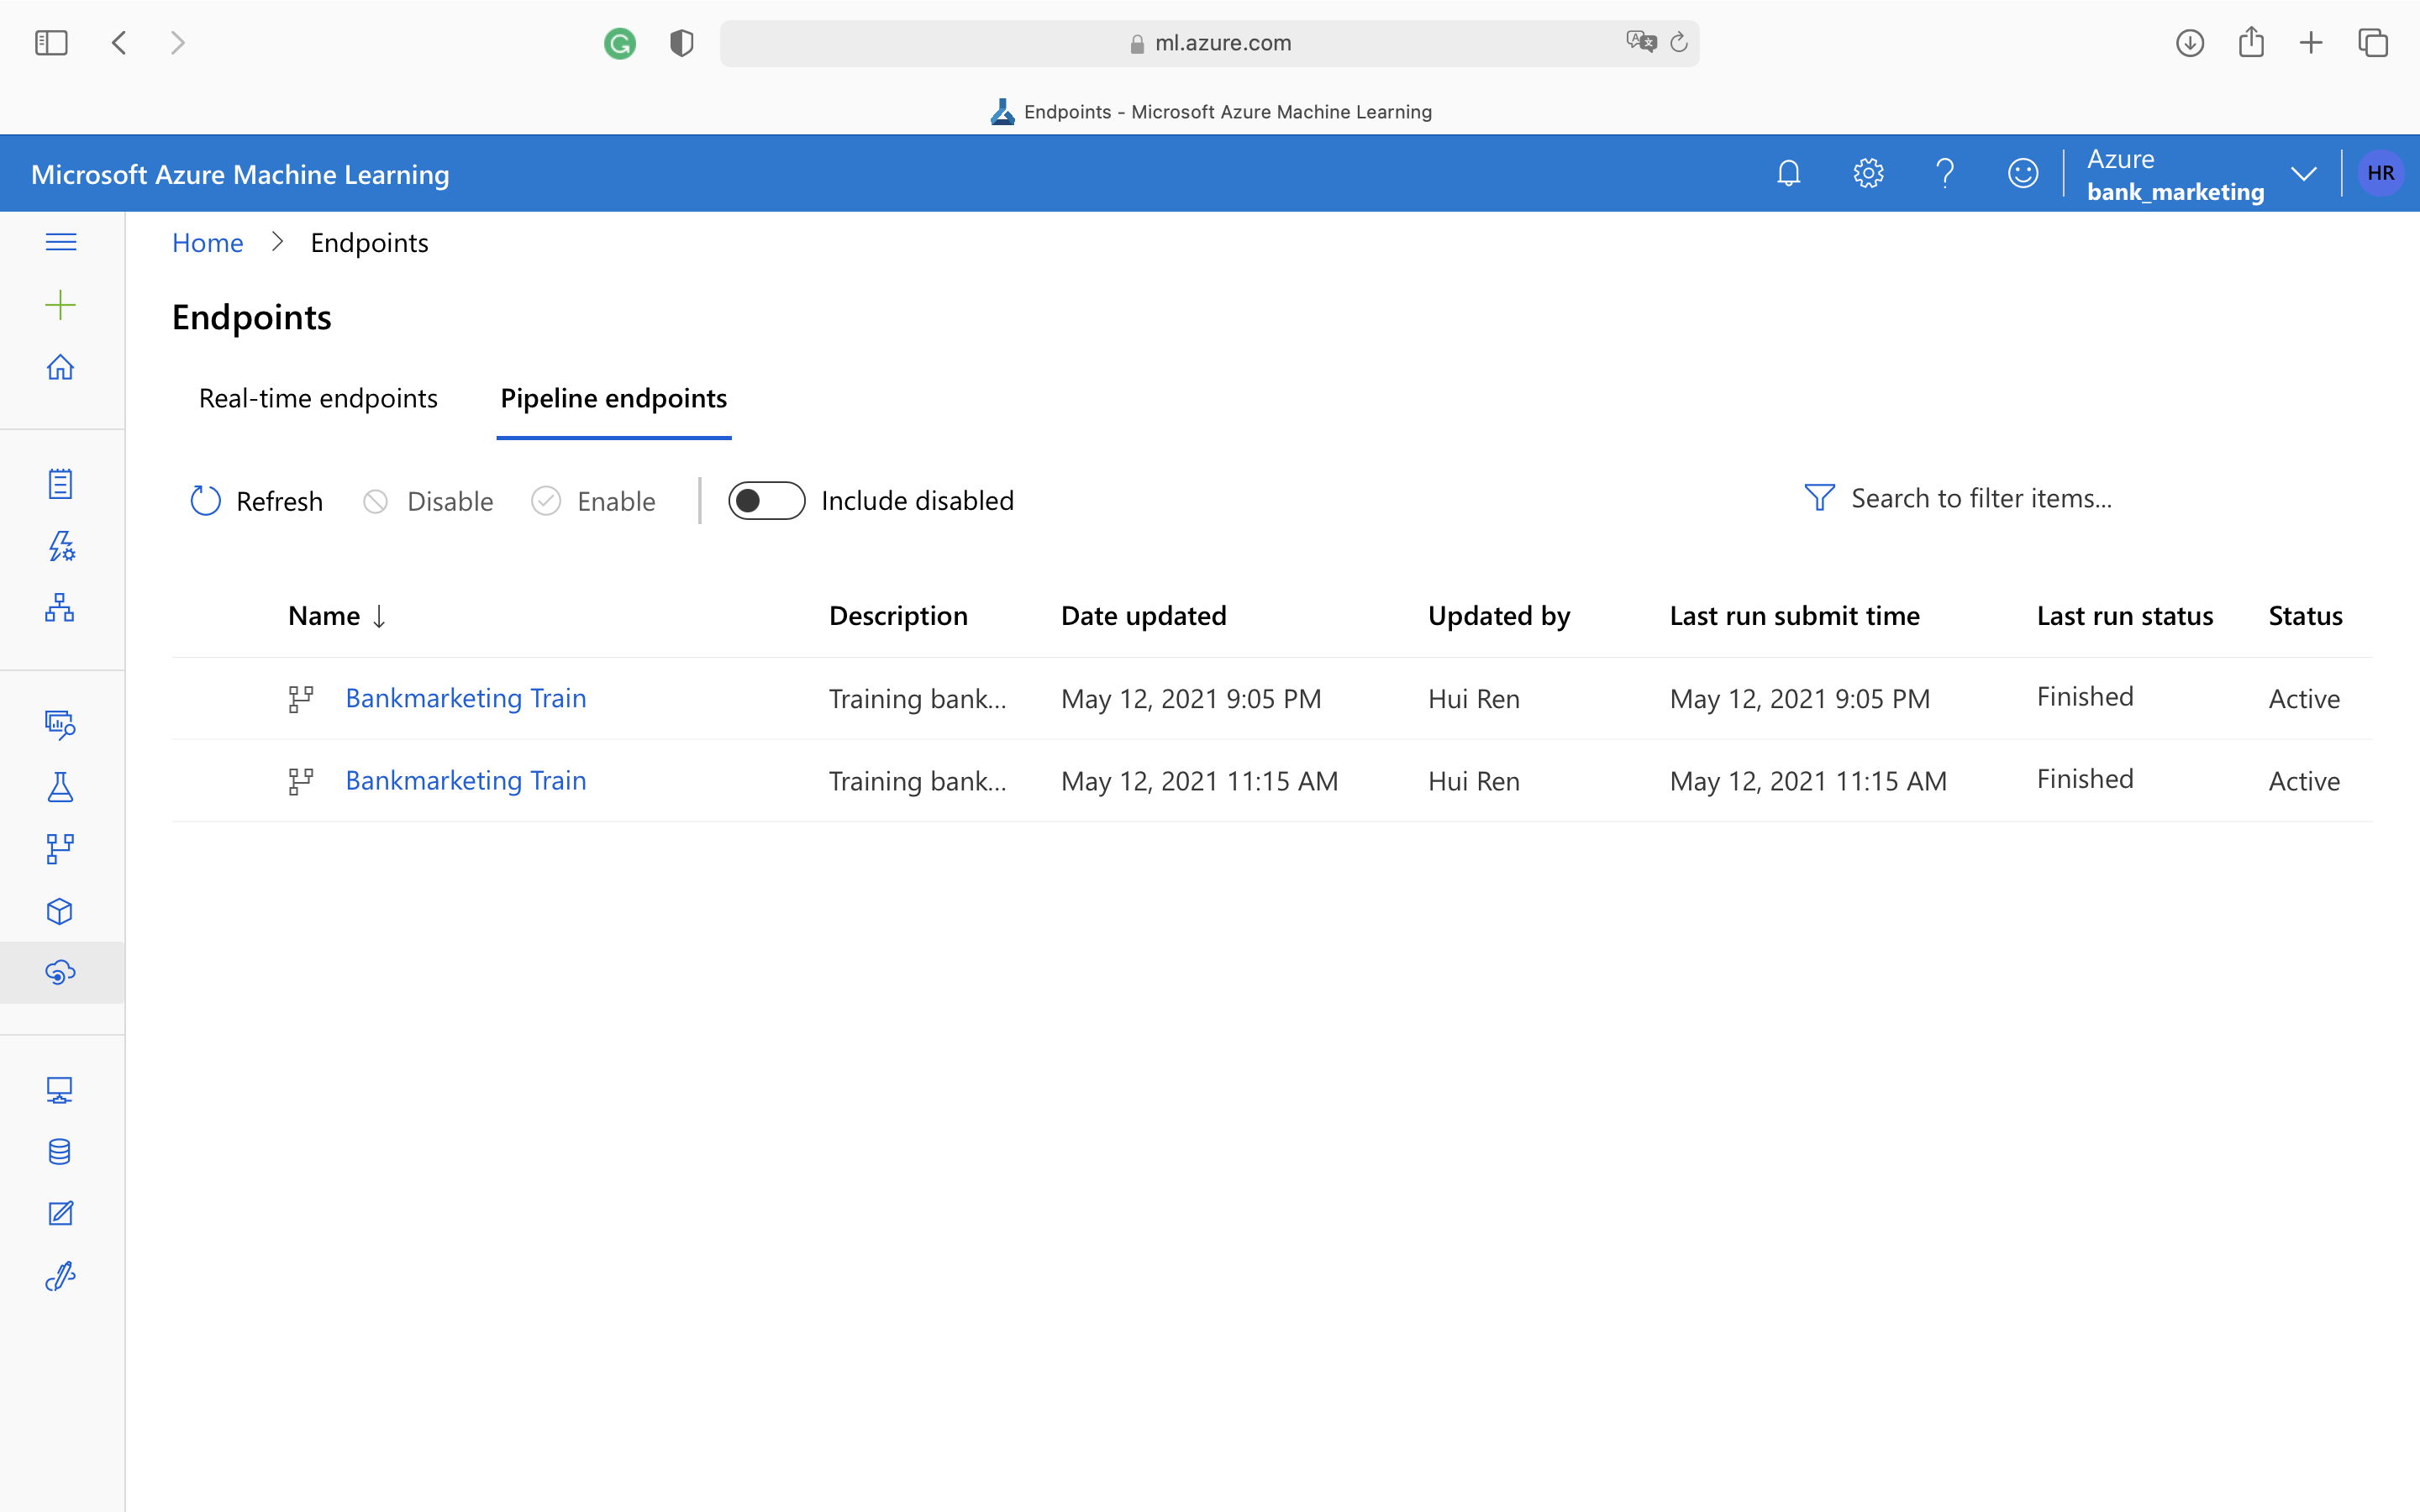 ml.azure.com
Endpoints - Microsoft Azure Machine Learning
Microsoft Azure Machine Learning
Azure
bank_marketing
HR
Home > Endpoints
Endpoints
Real-time endpoints Pipeline endpoints
Refresh Disable Enable Include disabled Search to filter items...
Name ↓ Description Date updated Updated by Last run submit time Last run status Status
Bankmarketing Train Training bank... May 12, 2021 9:05 PM Hui Ren May 12, 2021 9:05 PM Finished Active
Bankmarketing Train Training bank... May 12, 2021 11:15 AM Hui Ren May 12, 2021 11:15 AM Finished Active